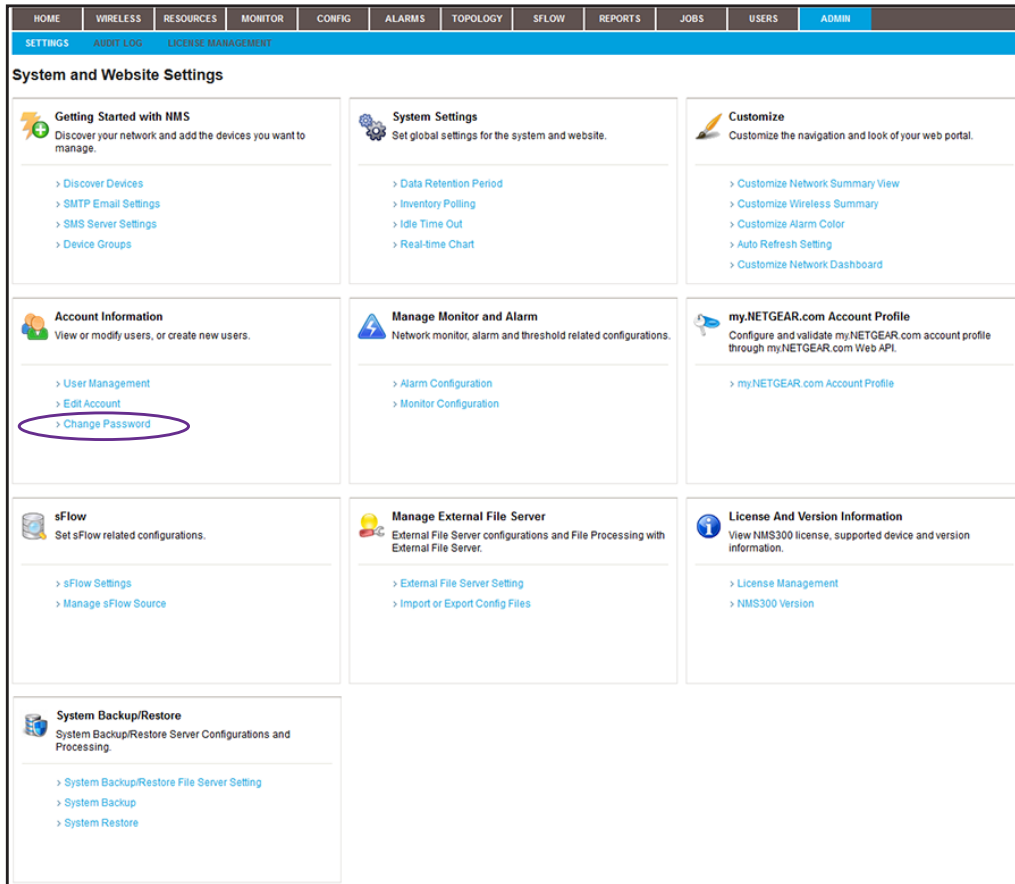 HOME WIRELESS RESOURCES MONITOR CONFIG ALARMS TOPOLOGY SFLOW REPORTS JOBS USERS ADMIN
SETTINGS AUDIT LOG LICENSE MANAGEMENT
System and Website Settings
Getting Started with NMS
Discover your network and add the devices you want to
manage.
> Discover Devices
> SMTP Email Settings
> SMS Server Settings
> Device Groups
System Settings
Set global settings for the system and website.
> Data Retention Period
> Inventory Polling
> Idle Time Out
> Real-time Chart
Customize
Customize the navigation and look of your web portal.
> Customize Network Summary View
> Customize Wireless Summary
> Customize Alarm Color
> Auto Refresh Setting
> Customize Network Dashboard
Account Information
View or modify users, or create new users.
> User Management
> Edit Account
> Change Password
Manage Monitor and Alarm
Network monitor, alarm and threshold related configurations.
> Alarm Configuration
> Monitor Configuration
my.NETGEAR.com Account Profile
Configure and validate my.NETGEAR.com account profile
through my.NETGEAR.com Web API.
> my.NETGEAR.com Account Profile
sFlow
Set sFlow related configurations.
> sFlow Settings
> Manage sFlow Source
Manage External File Server
External File Server configurations and File Processing with
External File Server.
> External File Server Setting
> Import or Export Config Files
License And Version Information
View NMS300 license, supported device and version
information.
> License Management
> NMS300 Version
System Backup/Restore
System Backup/Restore Server Configurations and
Processing.
> System Backup/Restore File Server Setting
> System Backup
> System Restore